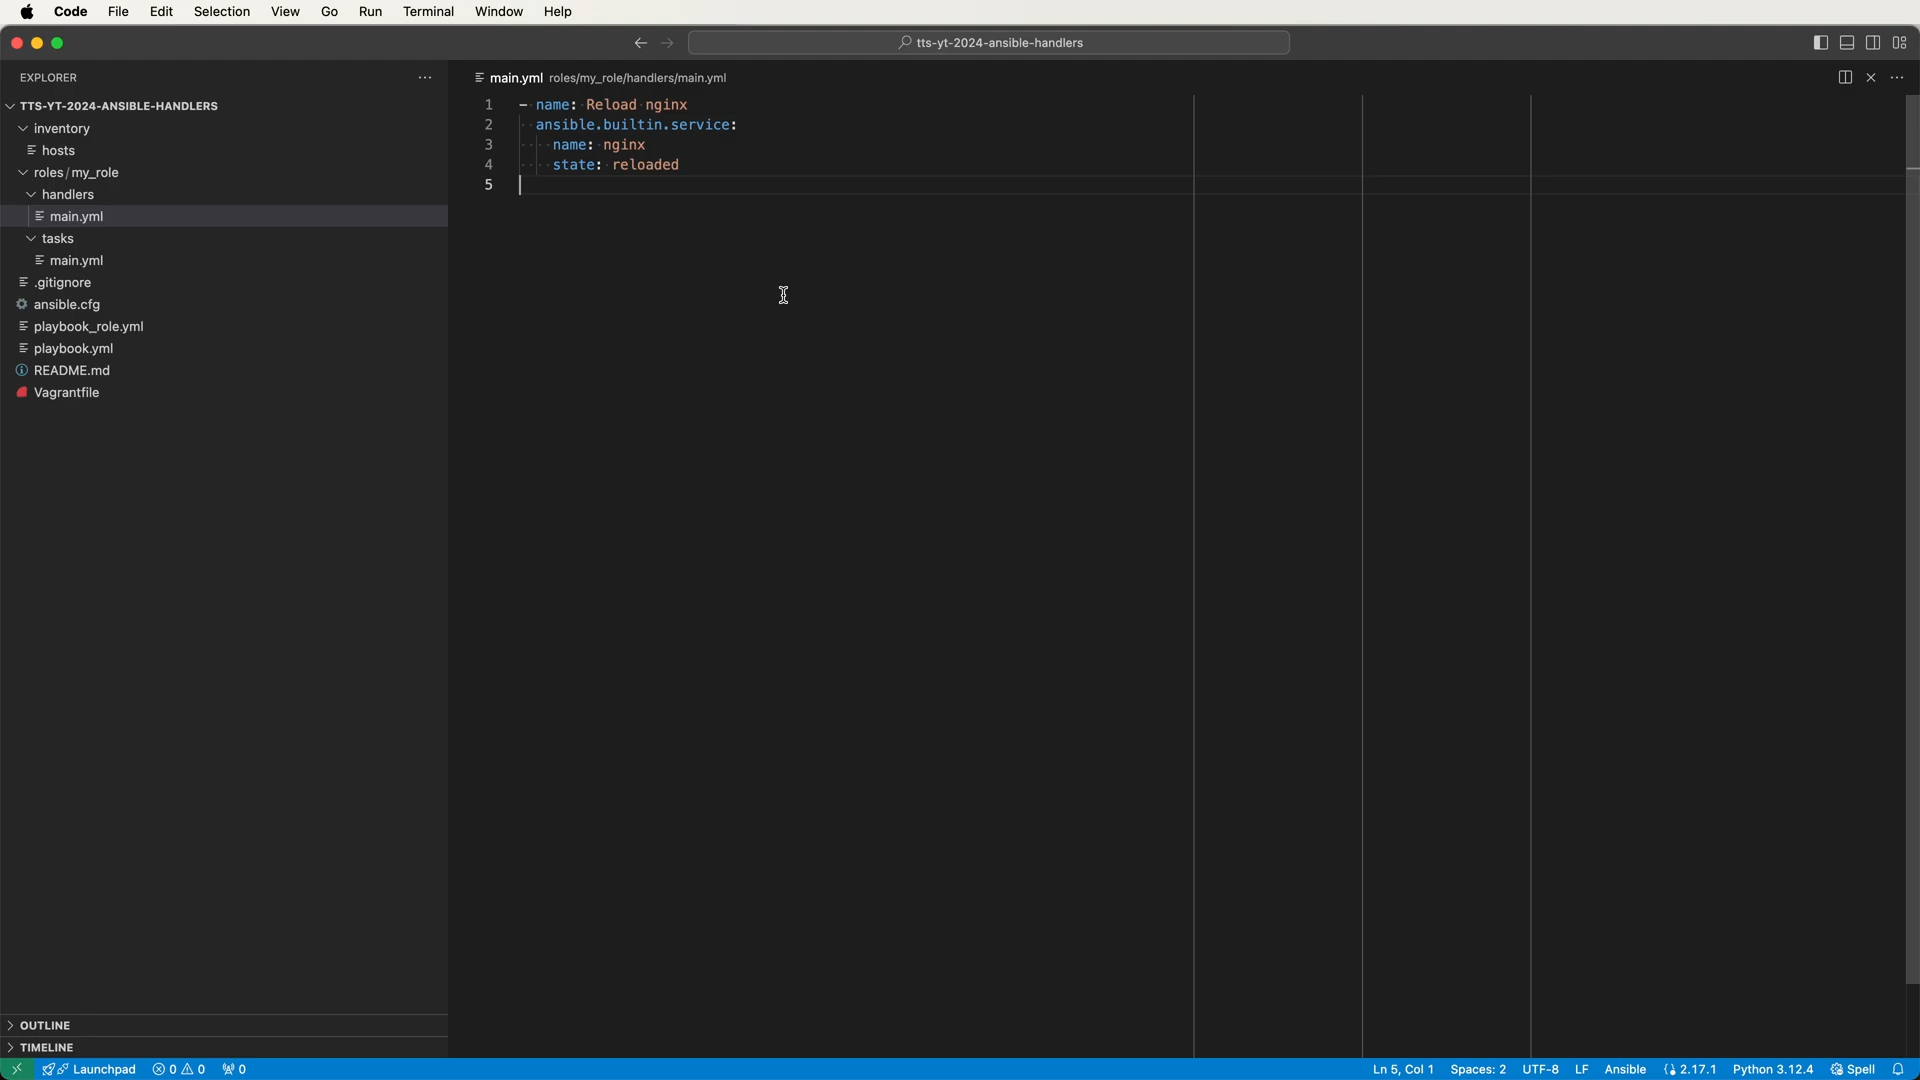 Code File Edit Selection View Go Run Terminal Window Help
tts-yt-2024-ansible-handlers
EXPLORER
main.yml roles/my_role/handlers/main.yml
TTS-YT-2024-ANSIBLE-HANDLERS
inventory
hosts
roles/my_role
handlers
main.yml
tasks
main.yml
.gitignore
ansible.cfg
playbook_role.yml
playbook.yml
README.md
Vagrantfile
1 - name: Reload nginx
2 ansible.builtin.service:
3 name: nginx
4 state: reloaded
5
OUTLINE
TIMELINE
Launchpad 0 0 0 Ln 5, Col 1 Spaces: 2 UTF-8 LF Ansible 2.17.1 Python 3.12.4 Spell